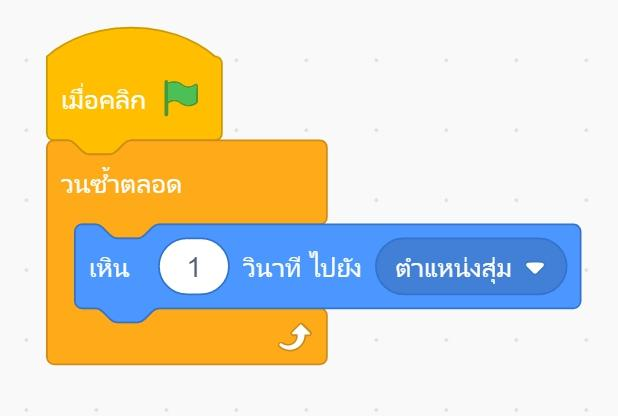 เมื่อคลิก
วนซ้ำตลอด
เหิน 1 วินาที ไปยัง ตำแหน่งสุ่ม